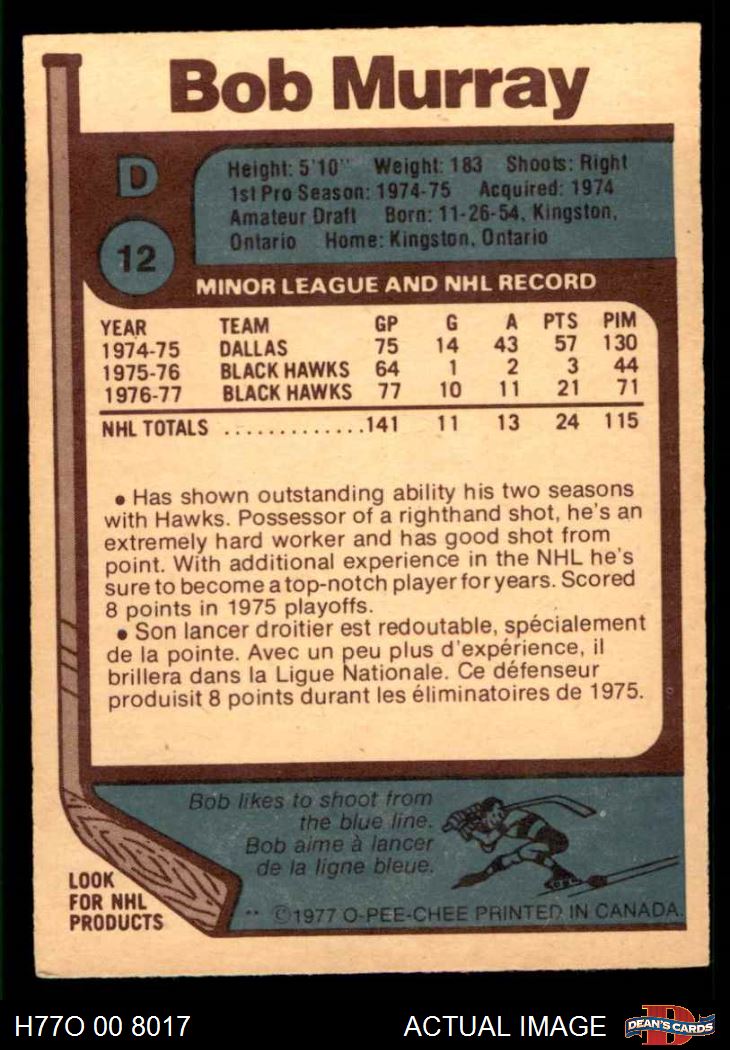 Bob Murray
D
12
Height: 5'10" Weight: 183 Shoots: Right
1st Pro Season: 1974-75 Acquired: 1974
Amateur Draft Born: 11-26-54, Kingston,
Ontario Home: Kingston, Ontario
MINOR LEAGUE AND NHL RECORD
YEAR TEAM GP G A PTS PIM
1974-75 DALLAS 75 14 43 57 130
1975-76 BLACK HAWKS 64 1 2 3 44
1976-77 BLACK HAWKS 77 10 11 21 71
NHL TOTALS .............141 11 13 24 115
• Has shown outstanding ability his two seasons
with Hawks. Possessor of a righthand shot, he's an
extremely hard worker and has good shot from
point. With additional experience in the NHL he's
sure to become a top-notch player for years. Scored
8 points in 1975 playoffs.
• Son lancer droitier est redoutable, spécialement
de la pointe. Avec un peu plus d'expérience, il
brillera dans la Ligue Nationale. Ce défenseur
produisit 8 points durant les éliminatoires de 1975.
Bob likes to shoot from
the blue line.
Bob aime à lancer
de la ligne bleue.
LOOK
FOR NHL
PRODUCTS
** ©1977 O-PEE-CHEE PRINTED IN CANADA.
H77O 00 8017
ACTUAL IMAGE
D
DEAN'S CARDS